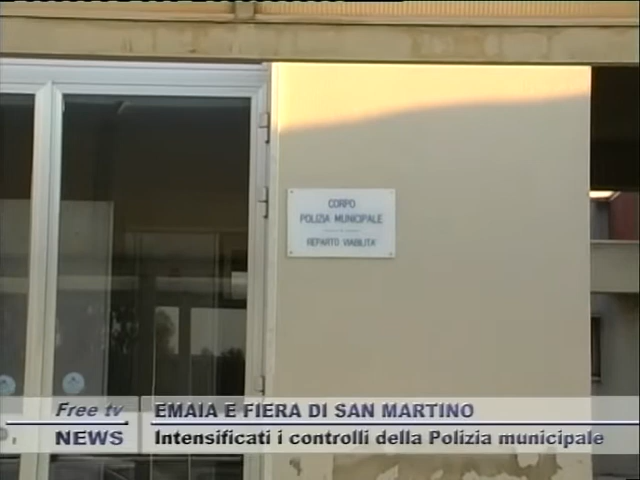 CORPO
POLIZIA MUNICIPALE
REPARTO VIABILITA'
Free tv
NEWS
EMAIA E FIERA DI SAN MARTINO
Intensificati i controlli della Polizia municipale